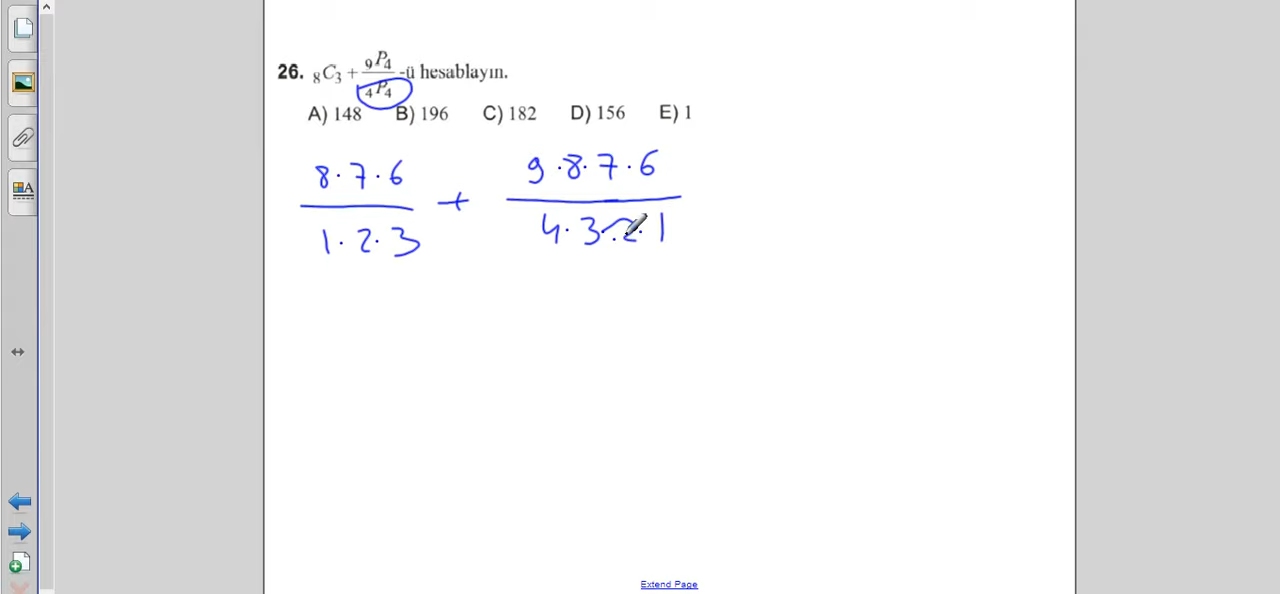 26. ₈C₃ + ₉P₄/₄P₄ -ü hesablayın.
A) 148 B) 196 C) 182 D) 156 E) 1
8·7·6/1·2·3 + 9·8·7·6/4·3·2·1
Extend Page